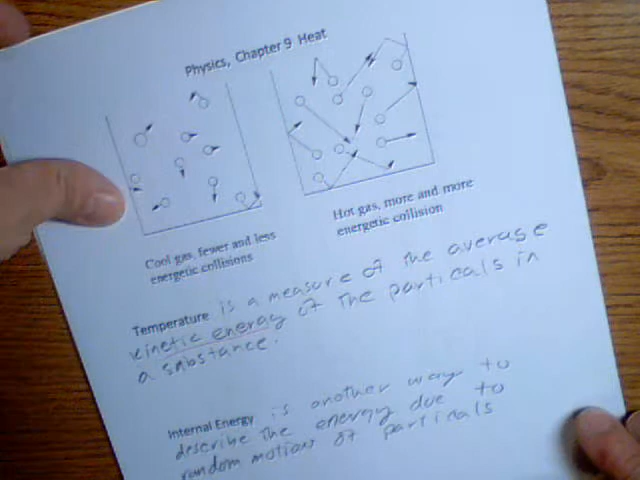 Physics, Chapter 9 Heat
Cool gas, fewer and less
energetic collisions
Hot gas, more and more
energetic collision
Temperature is a measure of the average
kinetic energy of the particals in
a substance.
Internal Energy is another way to
describe the energy due to
random motion of particals